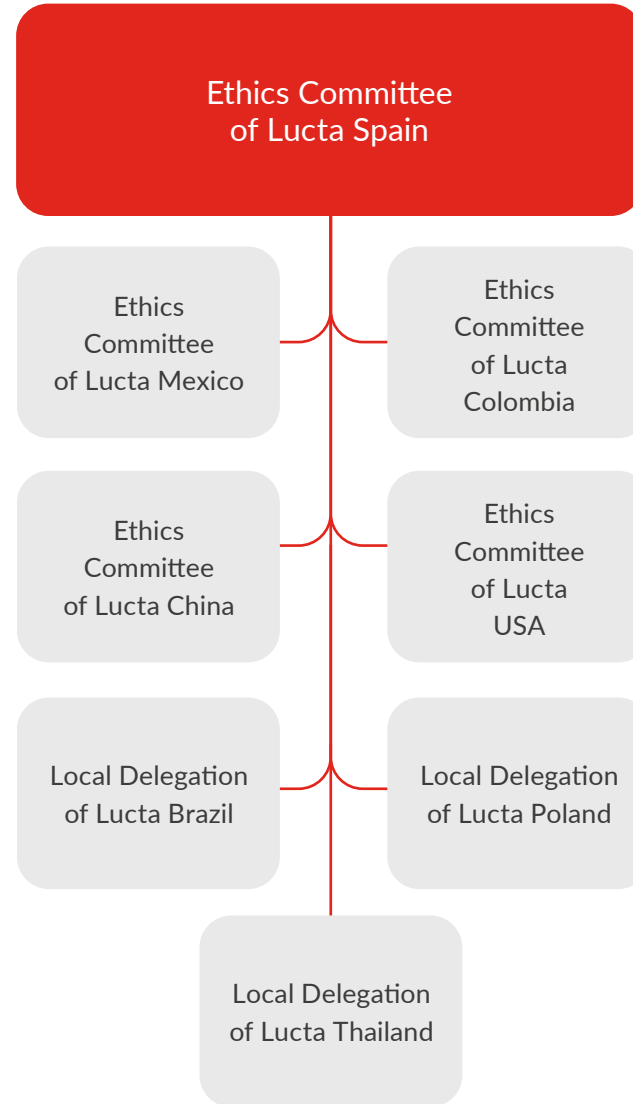 Ethics Committee
of Lucta Spain
Ethics
Committee
of Lucta Mexico
Ethics
Committee
of Lucta
Colombia
Ethics
Committee
of Lucta China
Ethics
Committee
of Lucta
USA
Local Delegation
of Lucta Brazil
Local Delegation
of Lucta Poland
Local Delegation
of Lucta Thailand